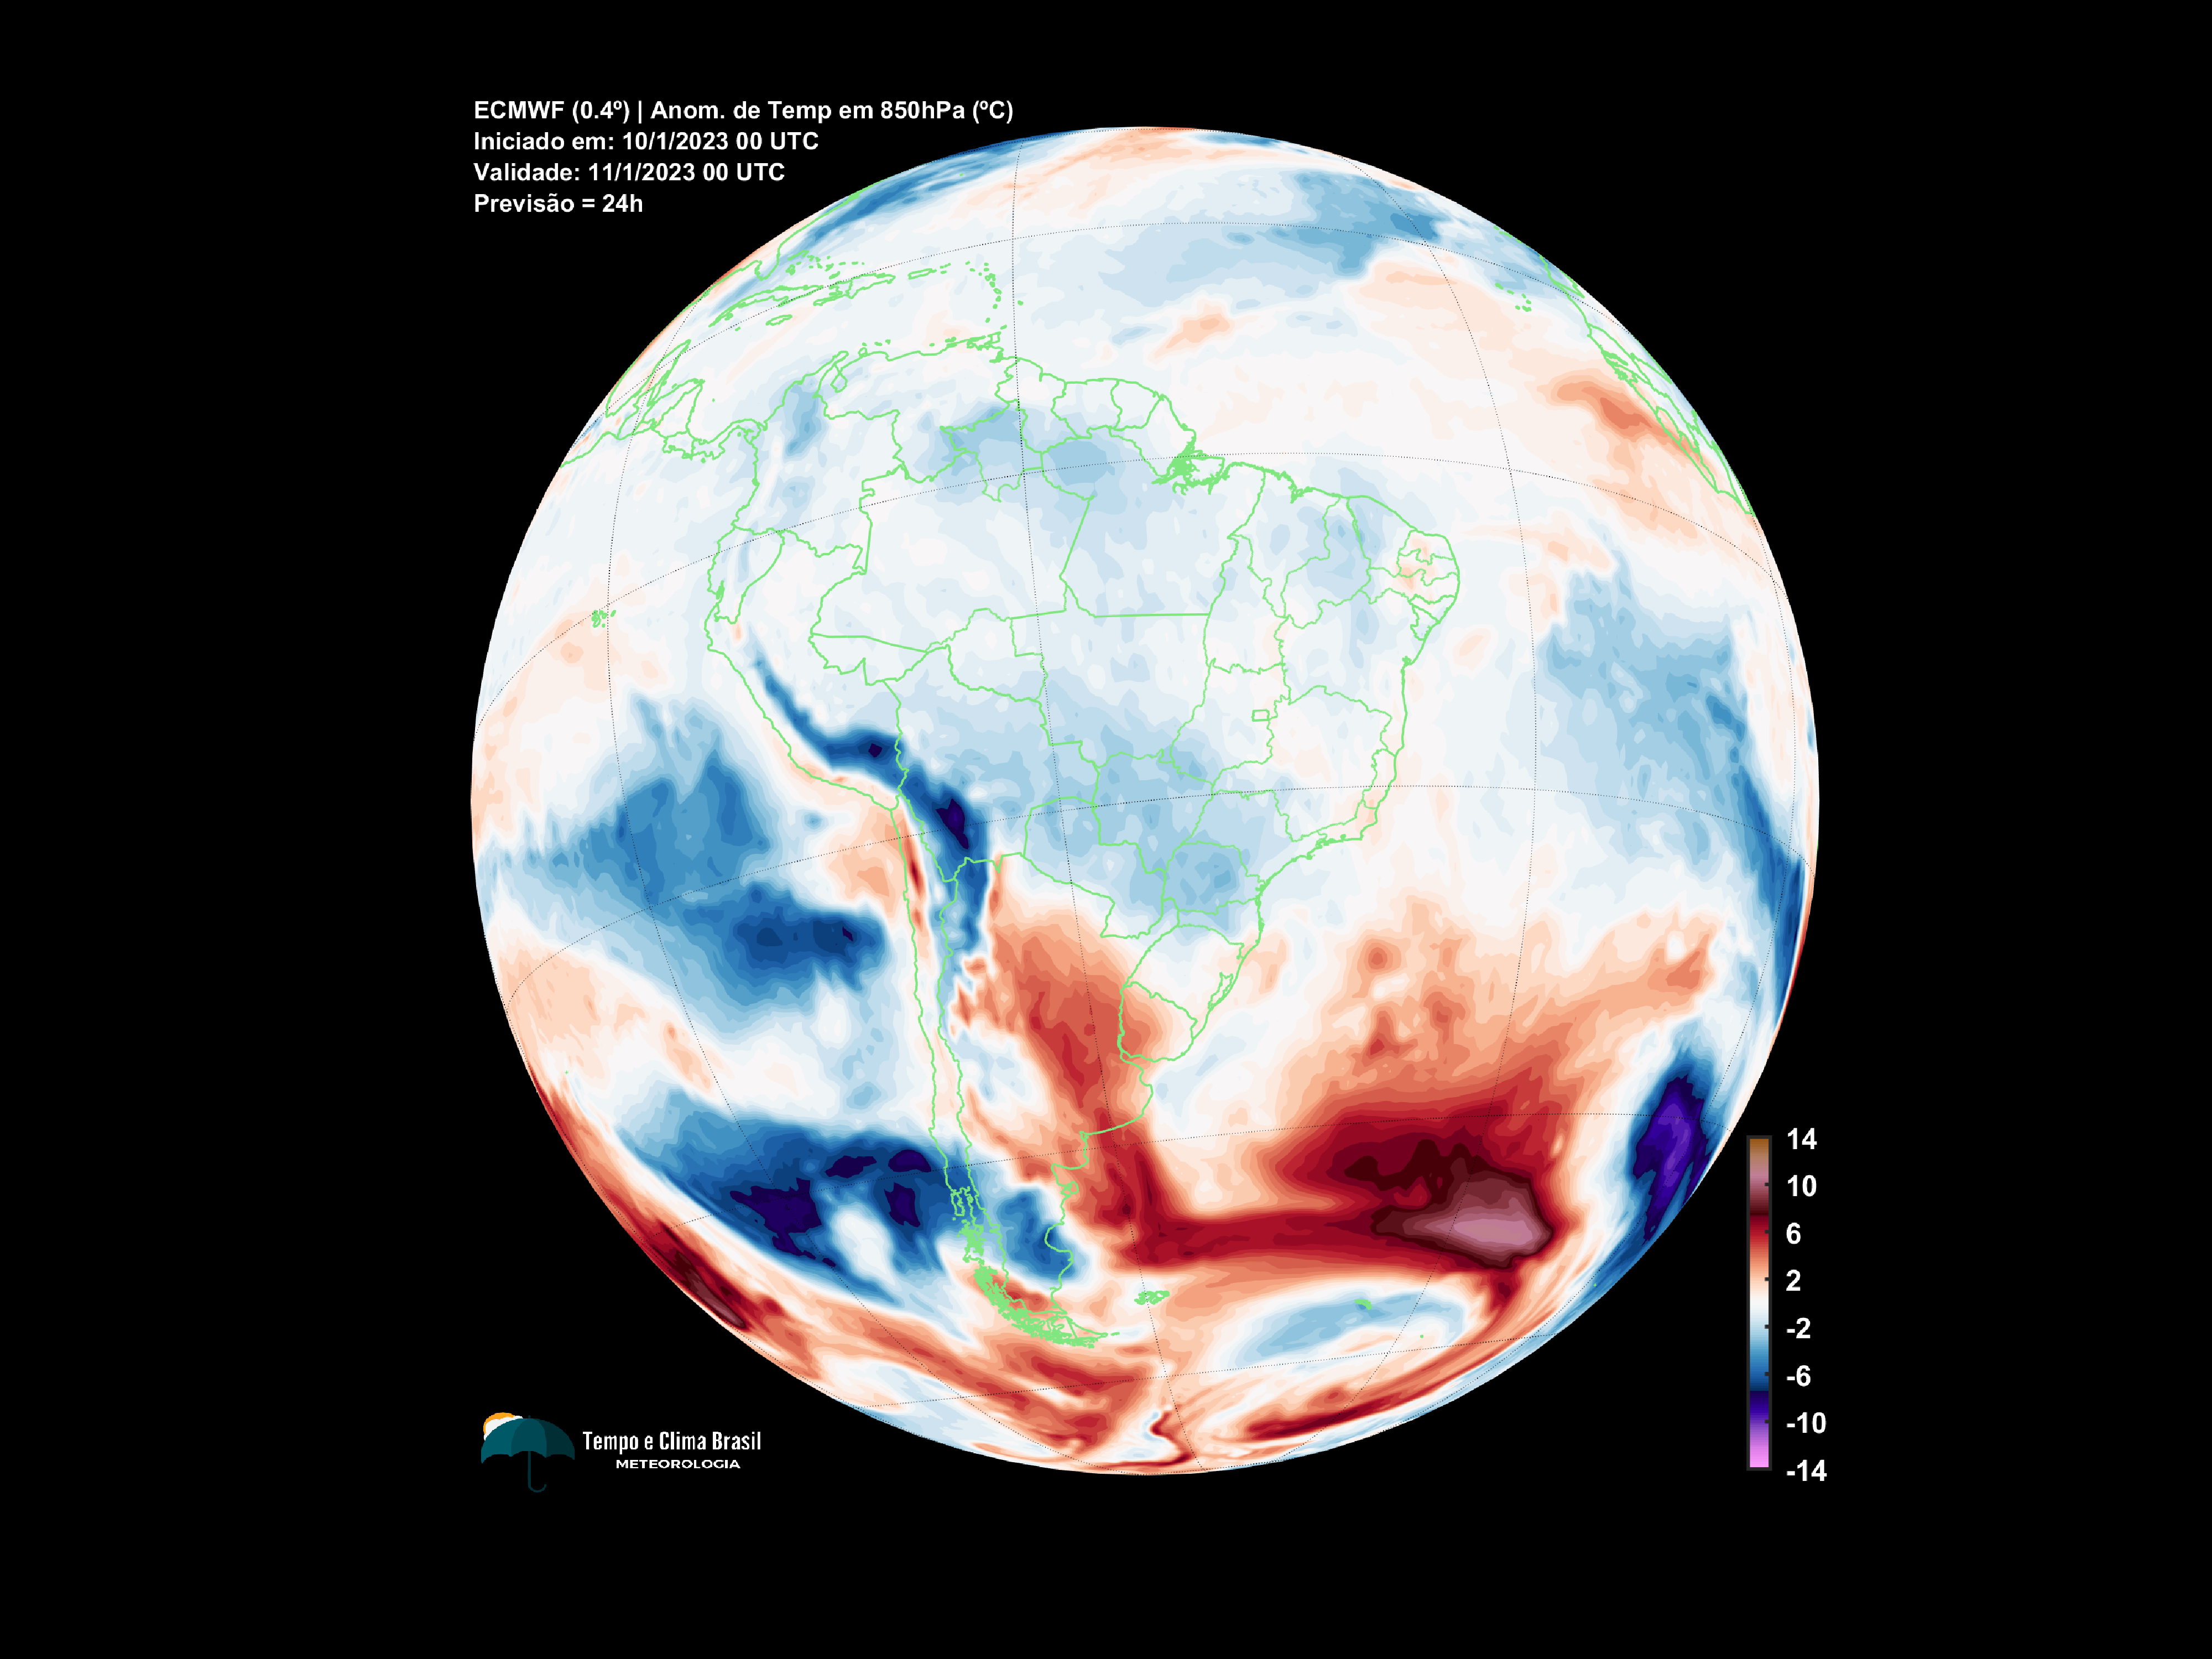 ECMWF (0.4º) | Anom. de Temp em 850hPa (ºC)
Iniciado em: 10/1/2023 00 UTC
Validade: 11/1/2023 00 UTC
Previsão = 24h
14
10
6
2
-2
-6
-10
-14
Tempo e Clima Brasil
METEOROLOGIA